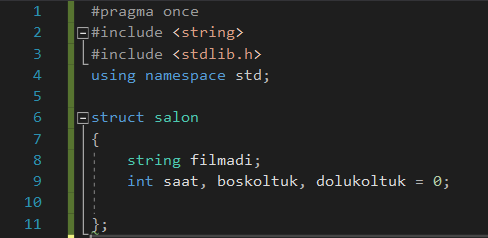 1 #pragma once
2 #include <string>
3 #include <stdlib.h>
4 using namespace std;
5
6 struct salon
7 {
8 string filmadi;
9 int saat, boskoltuk, dolukoltuk = 0;
10
11 };